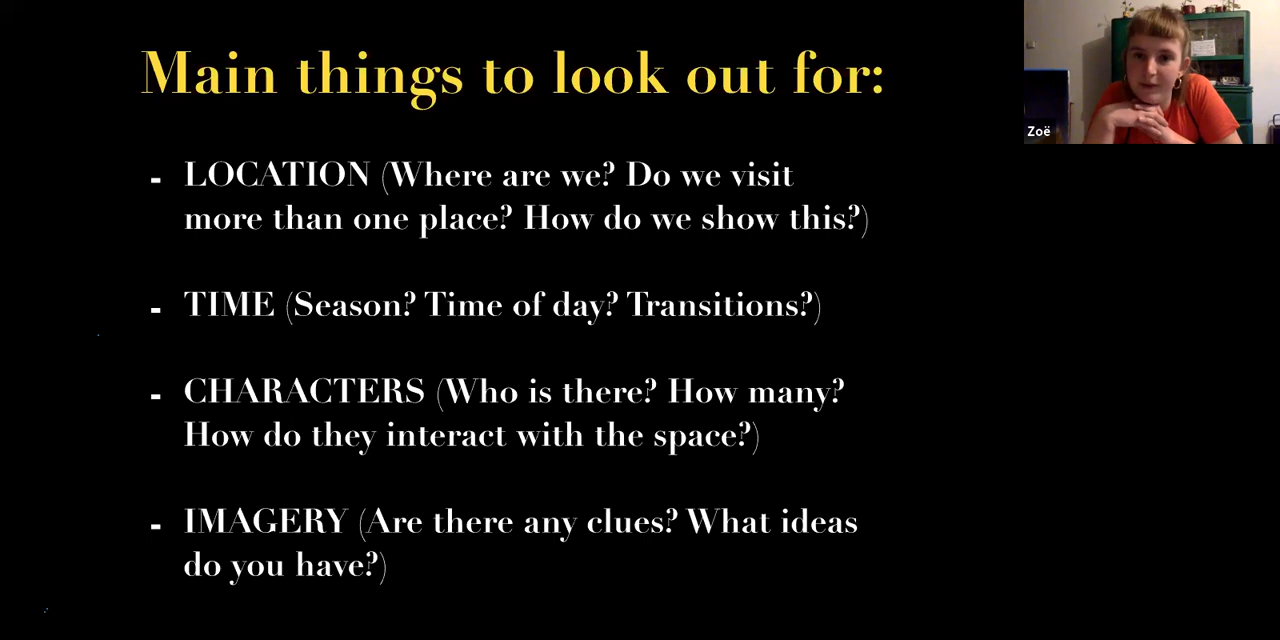 Main things to look out for:
Zoë
- LOCATION (Where are we? Do we visit
more than one place? How do we show this?)
- TIME (Season? Time of day? Transitions?)
- CHARACTERS (Who is there? How many?
How do they interact with the space?)
- IMAGERY (Are there any clues? What ideas
do you have?)